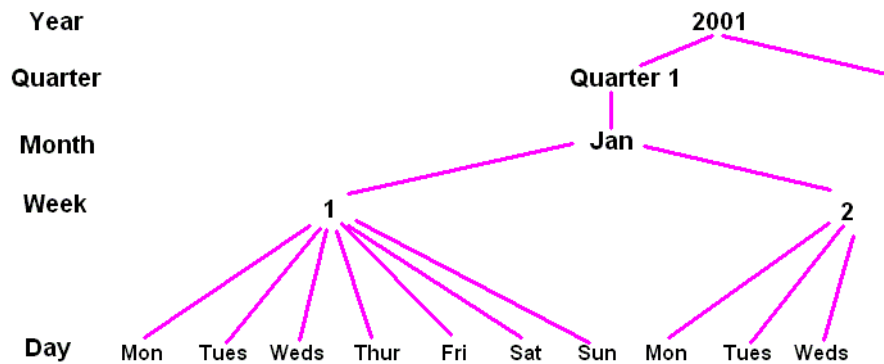 Year 2001
Quarter Quarter 1
Month Jan
Week 1 2
Day Mon Tues Weds Thur Fri Sat Sun Mon Tues Weds